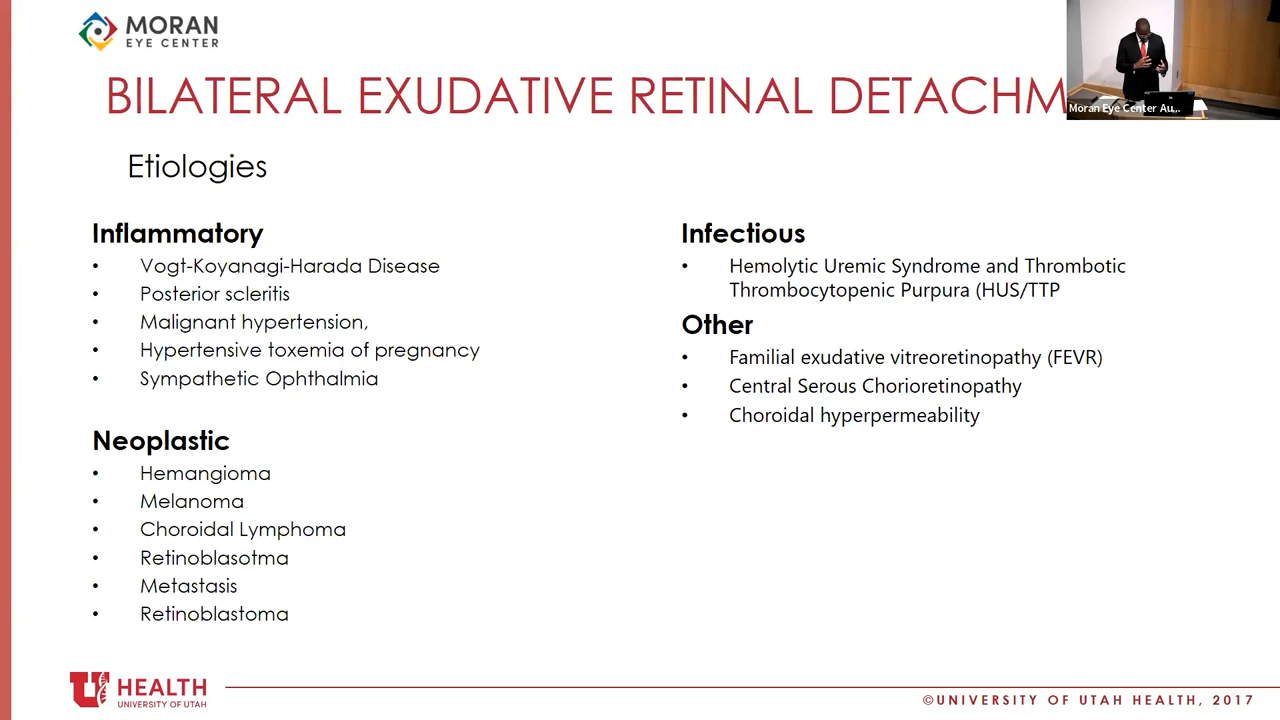 MORAN
EYE CENTER
BILATERAL EXUDATIVE RETINAL DETACHM
Moran Eye Center Au...
Etiologies
Inflammatory
• Vogt-Koyanagi-Harada Disease
• Posterior scleritis
• Malignant hypertension,
• Hypertensive toxemia of pregnancy
• Sympathetic Ophthalmia
Neoplastic
• Hemangioma
• Melanoma
• Choroidal Lymphoma
• Retinoblasotma
• Metastasis
• Retinoblastoma
Infectious
• Hemolytic Uremic Syndrome and Thrombotic
Thrombocytopenic Purpura (HUS/TTP
Other
• Familial exudative vitreoretinopathy (FEVR)
• Central Serous Chorioretinopathy
• Choroidal hyperpermeability
U HEALTH
UNIVERSITY OF UTAH
©UNIVERSITY OF UTAH HEALTH, 2017